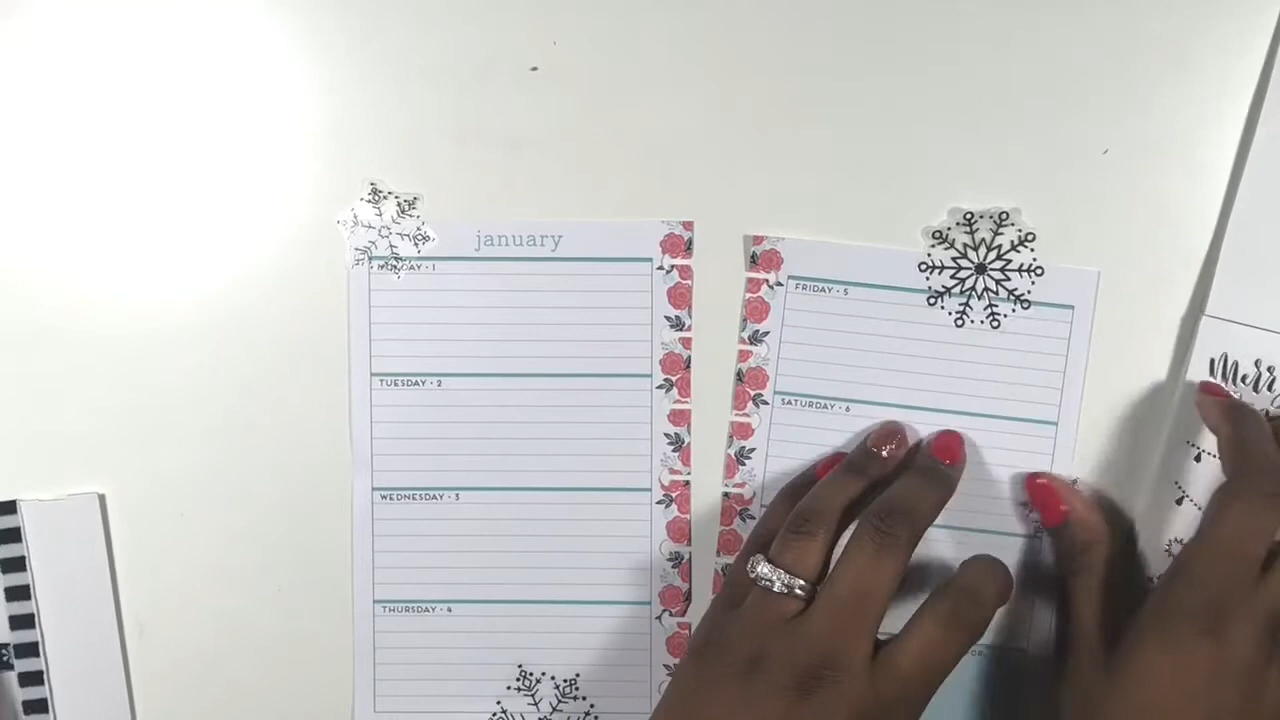 january
MONDAY • 1
TUESDAY • 2
WEDNESDAY • 3
THURSDAY • 4
FRIDAY • 5
SATURDAY • 6